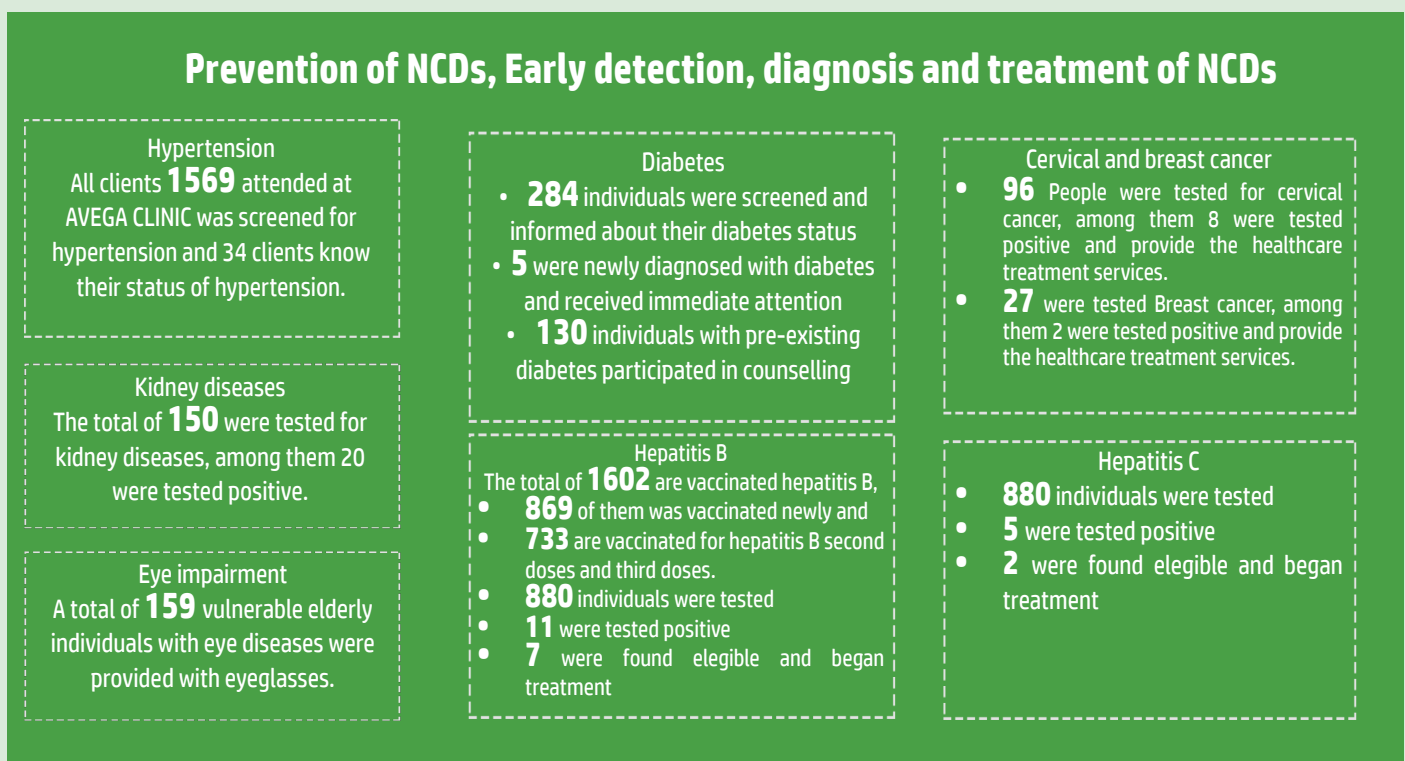 Prevention of NCDs, Early detection, diagnosis and treatment of NCDs
Hypertension
All clients 1569 attended at
AVEGA CLINIC was screened for
hypertension and 34 clients know
their status of hypertension.
Kidney diseases
The total of 150 were tested for
kidney diseases, among them 20
were tested positive.
Eye impairment
A total of 159 vulnerable elderly
individuals with eye diseases were
provided with eyeglasses.
Diabetes
• 284 individuals were screened and
informed about their diabetes status
• 5 were newly diagnosed with diabetes
and received immediate attention
• 130 individuals with pre-existing
diabetes participated in counselling
Hepatitis B
The total of 1602 are vaccinated hepatitis B,
• 869 of them was vaccinated newly and
• 733 are vaccinated for hepatitis B second
doses and third doses.
• 880 individuals were tested
• 11 were tested positive
• 7 were found elegible and began
treatment
Cervical and breast cancer
• 96 People were tested for cervical
cancer, among them 8 were tested
positive and provide the healthcare
treatment services.
• 27 were tested Breast cancer, among
them 2 were tested positive and provide
the healthcare treatment services.
Hepatitis C
• 880 individuals were tested
• 5 were tested positive
• 2 were found elegible and began
treatment